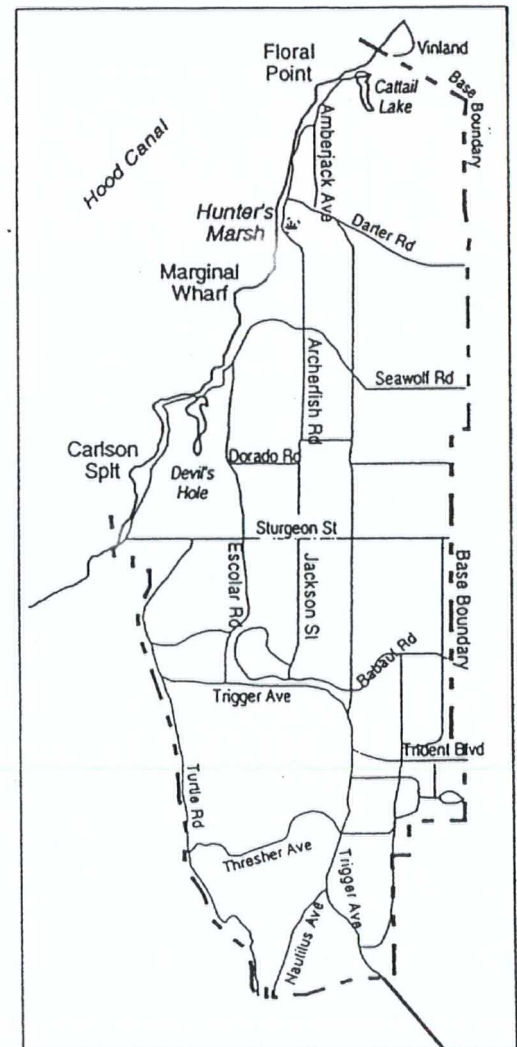 Vinland
Floral
Point
Cattail
Lake
Base Boundary
Hood Canal
Amberjack Ave
Hunter's
Marsh
Darter Rd
Marginal
Wharf
Archerfish Rd
Seawolf Rd
Carlson
Spit
Devil's
Hole
Dorado Rd
Sturgeon St
Escolar Rd
Jackson St
Base Boundary
Rabaul Rd
Trigger Ave
Trident Blvd
Turtle Rd
Thresher Ave
Trigger Ave
Nautilus Ave